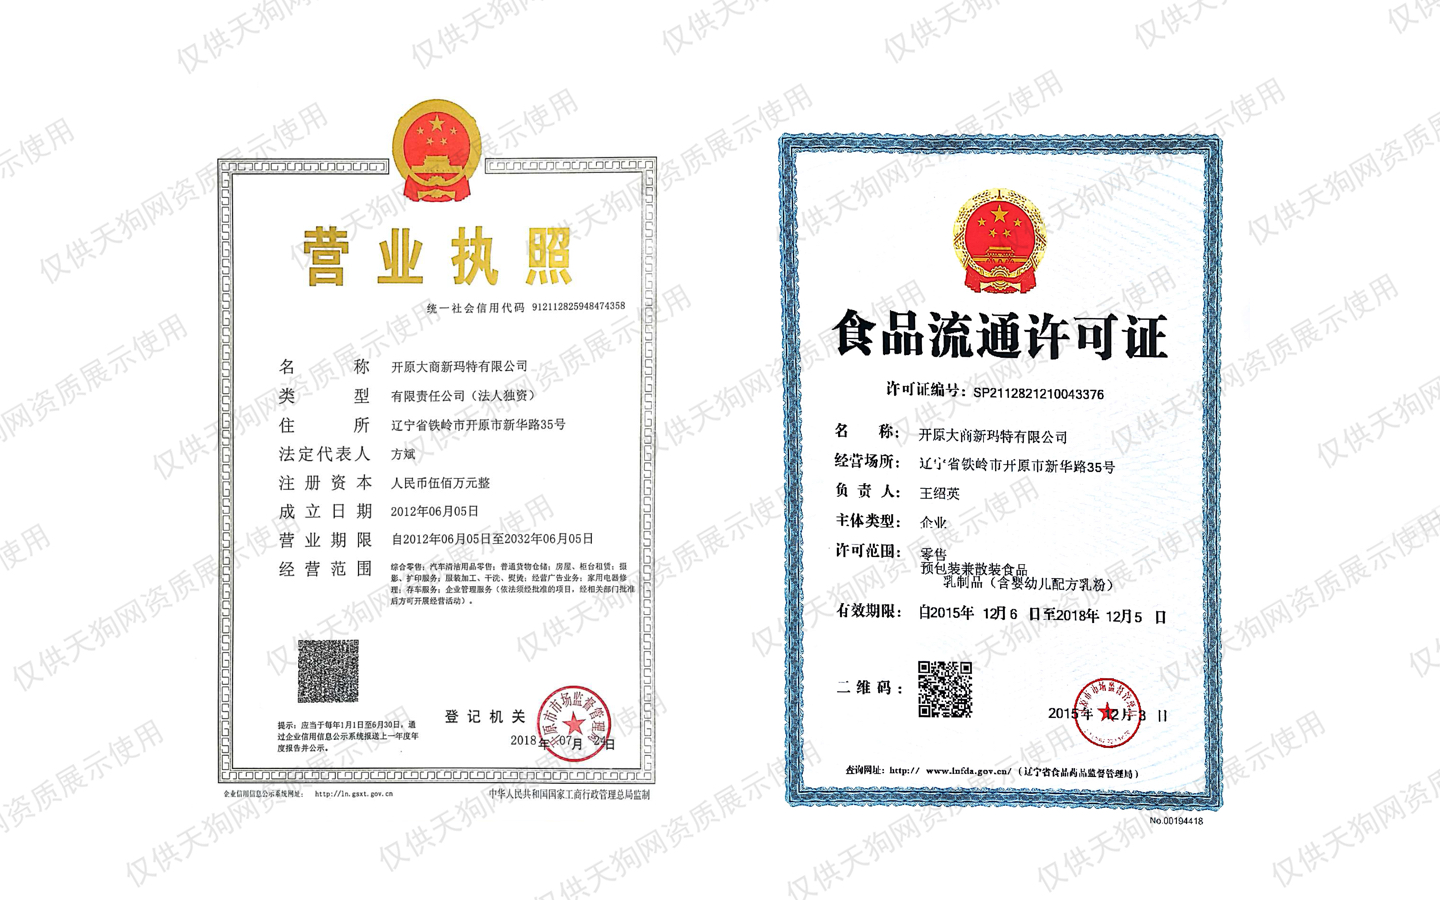 营业执照
统一社会信用代码 912112825948474358
名称 开原大商新玛特有限公司
类型 有限责任公司（法人独资）
住所 辽宁省铁岭市开原市新华路35号
法定代表人 方斌
注册资本 人民币伍佰万元整
成立日期 2012年06月05日
营业期限 自2012年06月05日至2032年06月05日
经营范围 综合零售；汽车清洁用品零售；普通货物仓储；房屋、柜台租赁；摄
影、扩印服务；服装加工、干洗、熨烫；经营广告业务；家用电器修
理；存车服务；企业管理服务（依法须经批准的项目，经相关部门批准
后方可开展经营活动）。
提示：应当于每年1月1日至6月30日，通
过企业信用信息公示系统报送上一年度年
度报告并公示。
登记机关
2018年 07月 24日
企业信用信息公示系统网址： http://ln.gsxt.gov.cn
中华人民共和国国家工商行政管理总局监制
食品流通许可证
许可证编号：SP2112821210043376
名称：开原大商新玛特有限公司
经营场所：辽宁省铁岭市开原市新华路35号
负责人：王绍英
主体类型：企业
许可范围：零售
预包装兼散装食品
乳制品（含婴幼儿配方乳粉）
有效期限：自2015年 12月6 日至2018年 12月5 日
二维码：
2015年 12月8 日
查询网址：http:// www.lnfda.gov.cn/（辽宁省食品药品监督管理局）
No.00194418
仅供天狗网资质展示使用